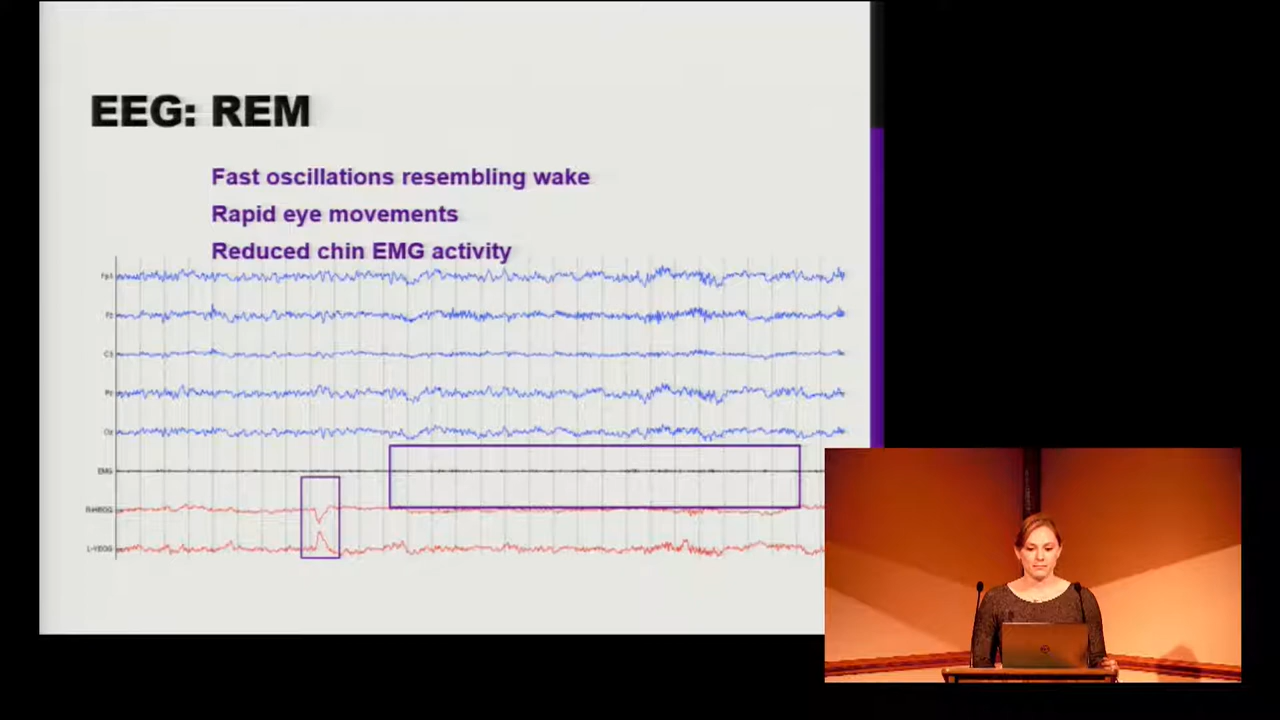 EEG: REM
Fast oscillations resembling wake
Rapid eye movements
Reduced chin EMG activity
EMG